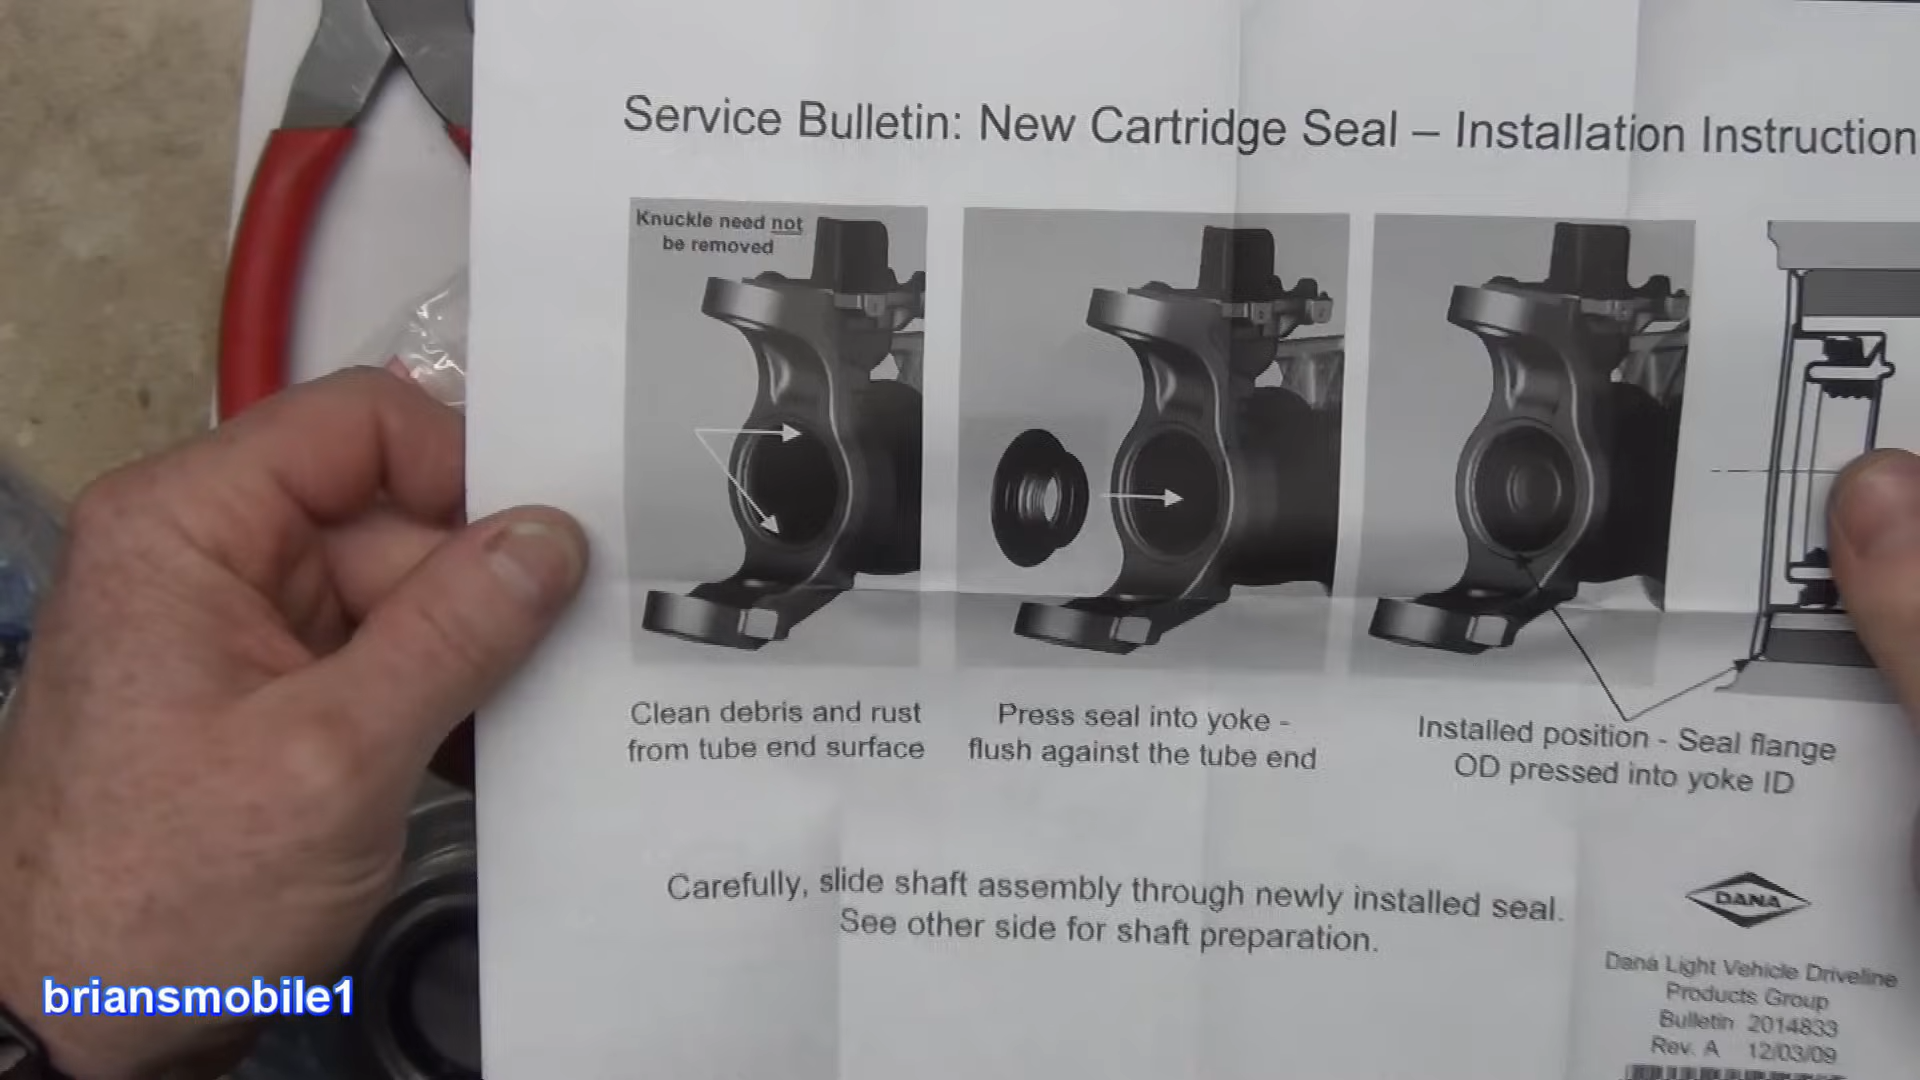 Service Bulletin: New Cartridge Seal – Installation Instruction
Knuckle need not
be removed
Clean debris and rust
from tube end surface
Press seal into yoke -
flush against the tube end
Installed position - Seal flange
OD pressed into yoke ID
Carefully, slide shaft assembly through newly installed seal.
See other side for shaft preparation.
DANA
Dana Light Vehicle Driveline
Products Group
Bulletin 2014833
Rev. A 12/03/09
briansmobile1